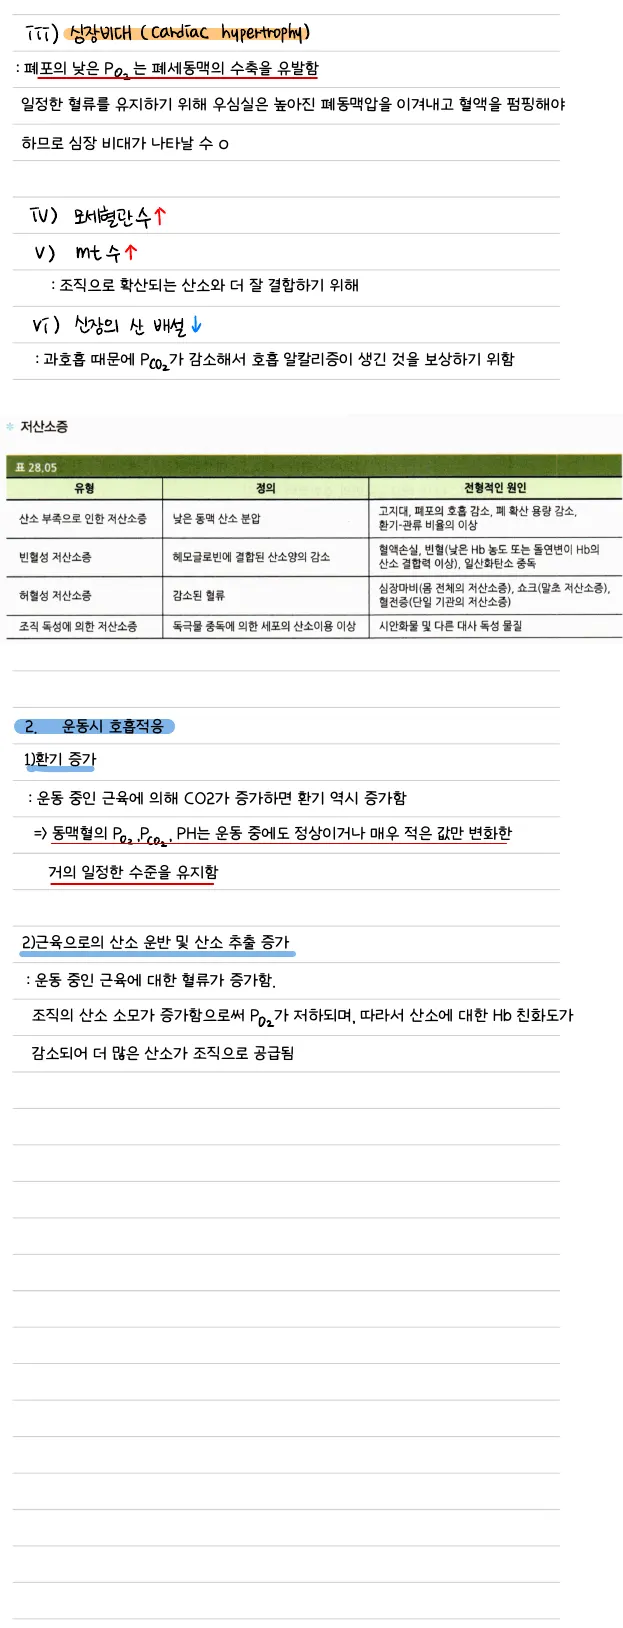 iii) 심장비대 (Cardiac hypertrophy)
: 폐포의 낮은 PO2는 폐세동맥의 수축을 유발함
일정한 혈류를 유지하기 위해 우심실은 높아진 폐동맥압을 이겨내고 혈액을 펌핑해야
하므로 심장 비대가 나타날 수 o
iv) 모세혈관수↑
v) mt 수↑
: 조직으로 확산되는 산소와 더 잘 결합하기 위해
vi) 신장의 산 배설↓
: 과호흡 때문에 PCO2가 감소해서 호흡 알칼리증이 생긴 것을 보상하기 위함
* 저산소증
표 28.05
유형 정의 전형적인 원인
산소 부족으로 인한 저산소증 낮은 동맥 산소 분압 고지대, 폐포의 호흡 감소, 폐 확산 용량 감소,
환기-관류 비율의 이상
빈혈성 저산소증 헤모글로빈에 결합된 산소양의 감소 혈액손실, 빈혈(낮은 Hb 농도 또는 돌연변이 Hb의
산소 결합력 이상), 일산화탄소 중독
허혈성 저산소증 감소된 혈류 심장마비(몸 전체의 저산소증), 쇼크(말초 저산소증),
혈전증(단일 기관의 저산소증)
조직 독성에 의한 저산소증 독극물 중독에 의한 세포의 산소이용 이상 시안화물 및 다른 대사 독성 물질
2. 운동시 호흡적응
1)환기 증가
: 운동 중인 근육에 의해 CO2가 증가하면 환기 역시 증가함
=> 동맥혈의 PO2, PCO2, PH는 운동 중에도 정상이거나 매우 적은 값만 변화한
거의 일정한 수준을 유지함
2)근육으로의 산소 운반 및 산소 추출 증가
: 운동 중인 근육에 대한 혈류가 증가함.
조직의 산소 소모가 증가함으로써 PO2가 저하되며, 따라서 산소에 대한 Hb 친화도가
감소되어 더 많은 산소가 조직으로 공급됨